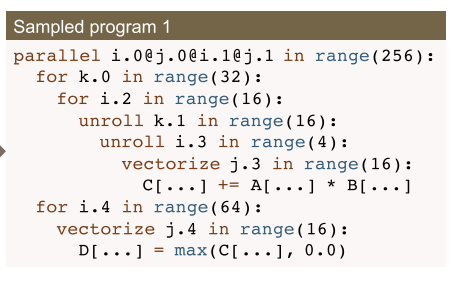 Sampled program 1
parallel i.0@j.0@i.1@j.1 in range(256):
  for k.0 in range(32):
    for i.2 in range(16):
      unroll k.1 in range(16):
        unroll i.3 in range(4):
          vectorize j.3 in range(16):
            C[...] += A[...] * B[...]
  for i.4 in range(64):
    vectorize j.4 in range(16):
      D[...] = max(C[...], 0.0)